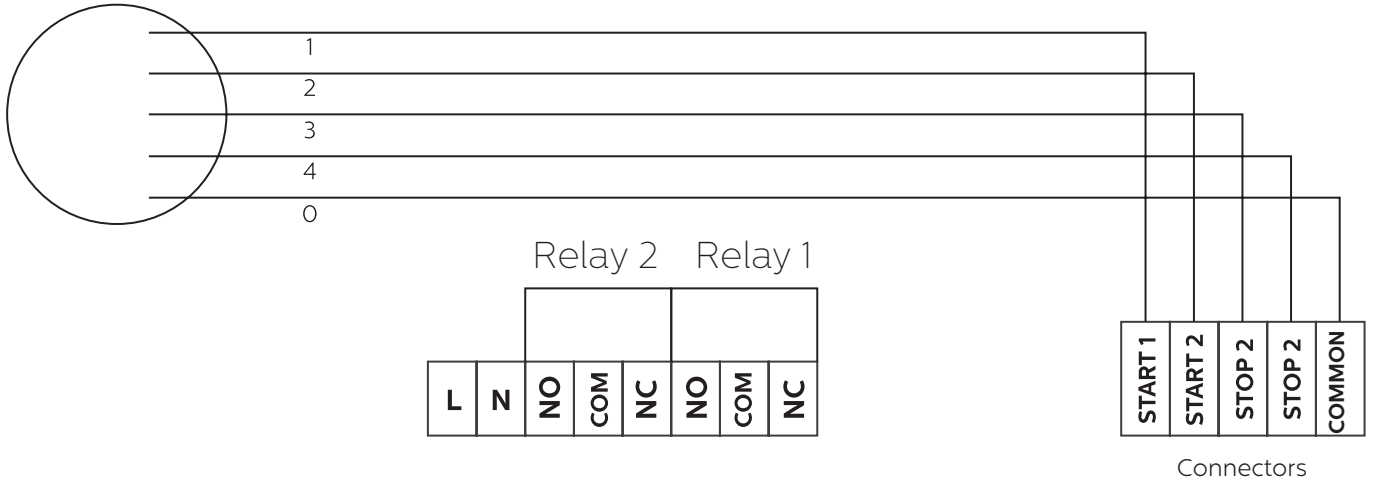 1
2
3
4
0
Relay 2 Relay 1
L N NO COM NC NO COM NC
START 1 START 2 STOP 2 STOP 2 COMMON
Connectors